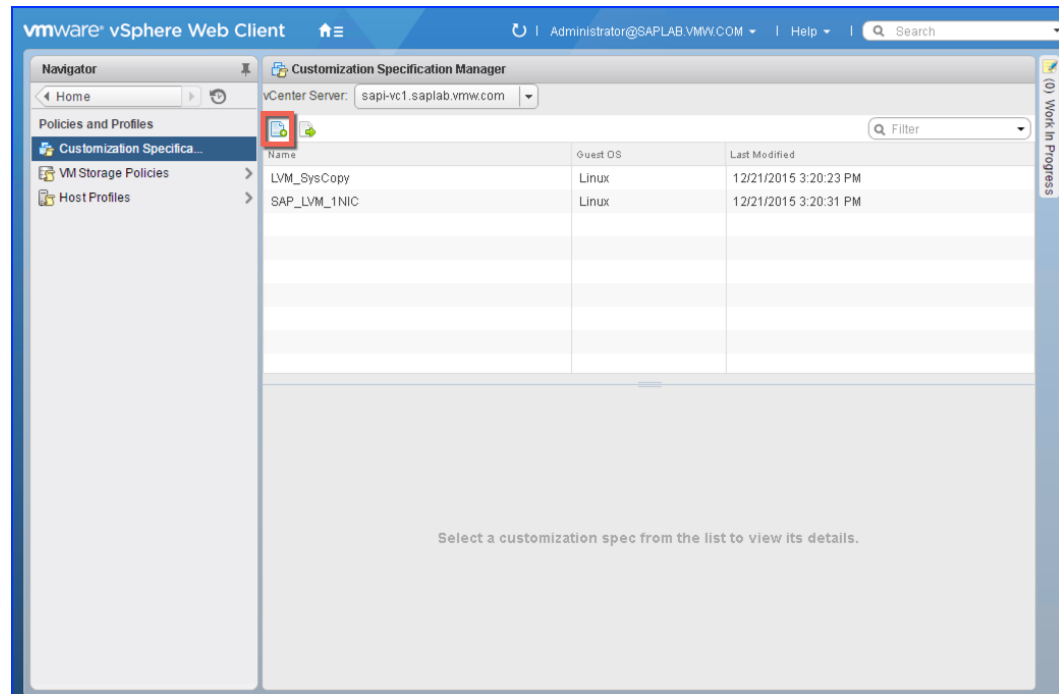 vmware® vSphere Web Client
Administrator@SAPLAB.VMW.COM
Help
Search
Navigator
Customization Specification Manager
Home
vCenter Server: sapi-vc1.saplab.vmw.com
Policies and Profiles
Filter
Customization Specifica...
VM Storage Policies
Host Profiles
Name Guest OS Last Modified
LVM_SysCopy Linux 12/21/2015 3:20:23 PM
SAP_LVM_1NIC Linux 12/21/2015 3:20:31 PM
Select a customization spec from the list to view its details.
(0) Work In Progress